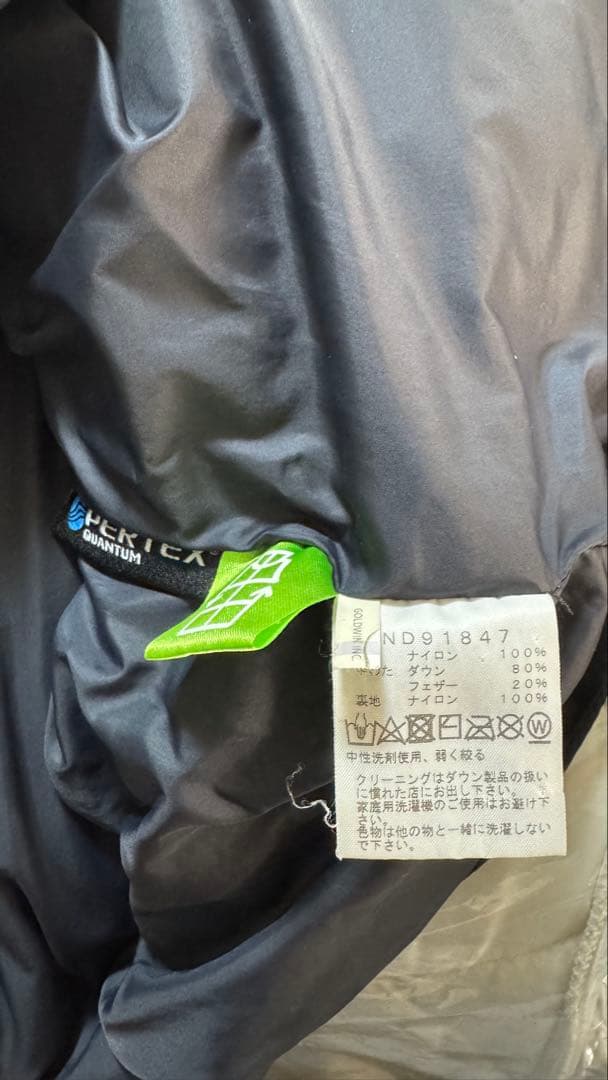 PERTEX
QUANTUM
GOLDWIN INC
ND91847
ナイロン 100%
中わた ダウン 80%
フェザー 20%
裏地 ナイロン 100%
W
中性洗剤使用、弱く絞る
クリーニングはダウン製品の扱い
に慣れた店にお出し下さい。
家庭用洗濯機のご使用はお避け下
さい。
色物は他の物と一緒に洗濯しない
で下さい。